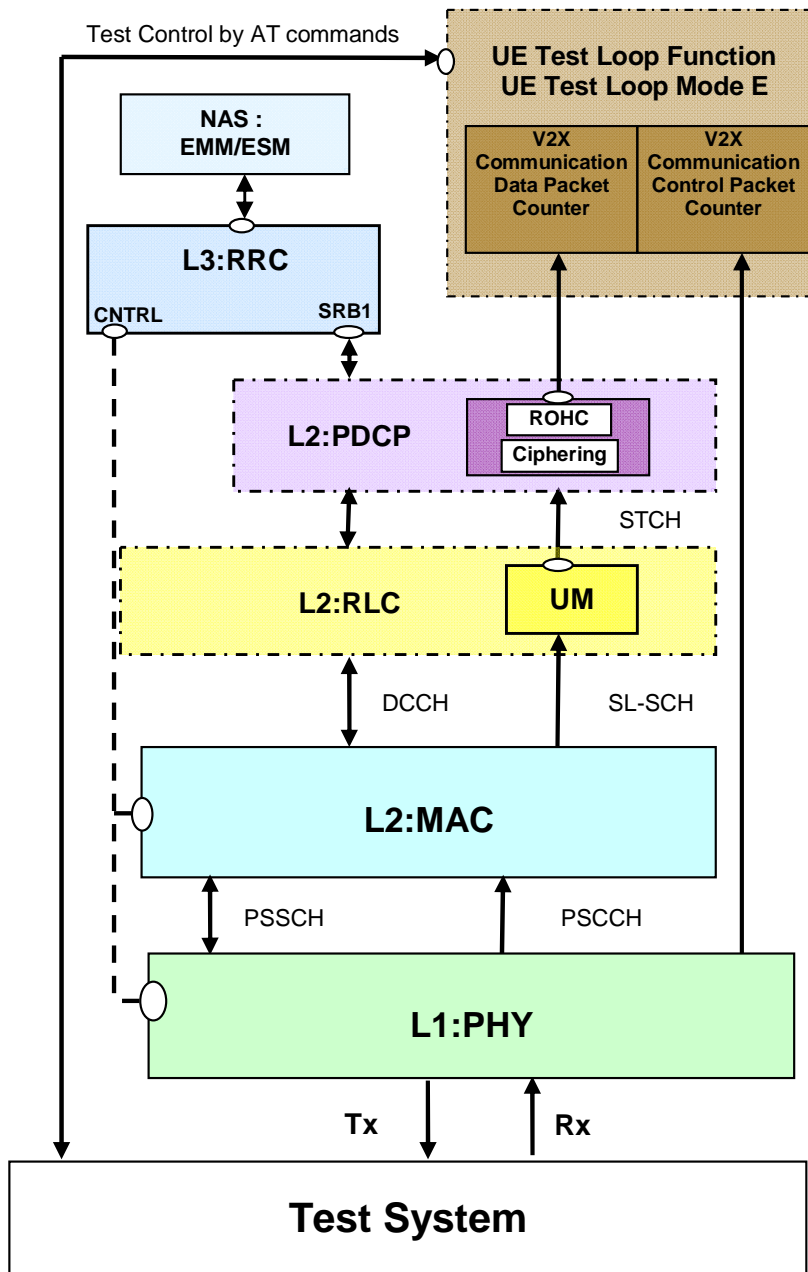 Test Control by AT commands
UE Test Loop Function
UE Test Loop Mode E
NAS :
EMM/ESM
V2X
Communication
Data Packet
Counter
V2X
Communication
Control Packet
Counter
L3:RRC
CNTRL
SRB1
L2:PDCP
ROHC
Ciphering
STCH
L2:RLC
UM
DCCH
SL-SCH
L2:MAC
PSSCH
PSCCH
L1:PHY
Tx
Rx
Test System